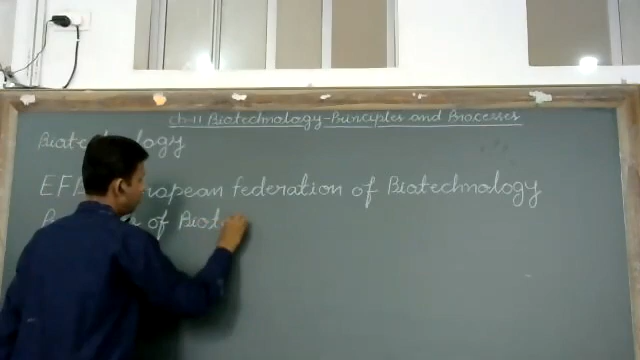 Ch-11 Biotechnology-Principles and Processes
Biotechnology
EFB European federation of Biotechnology
of Biot